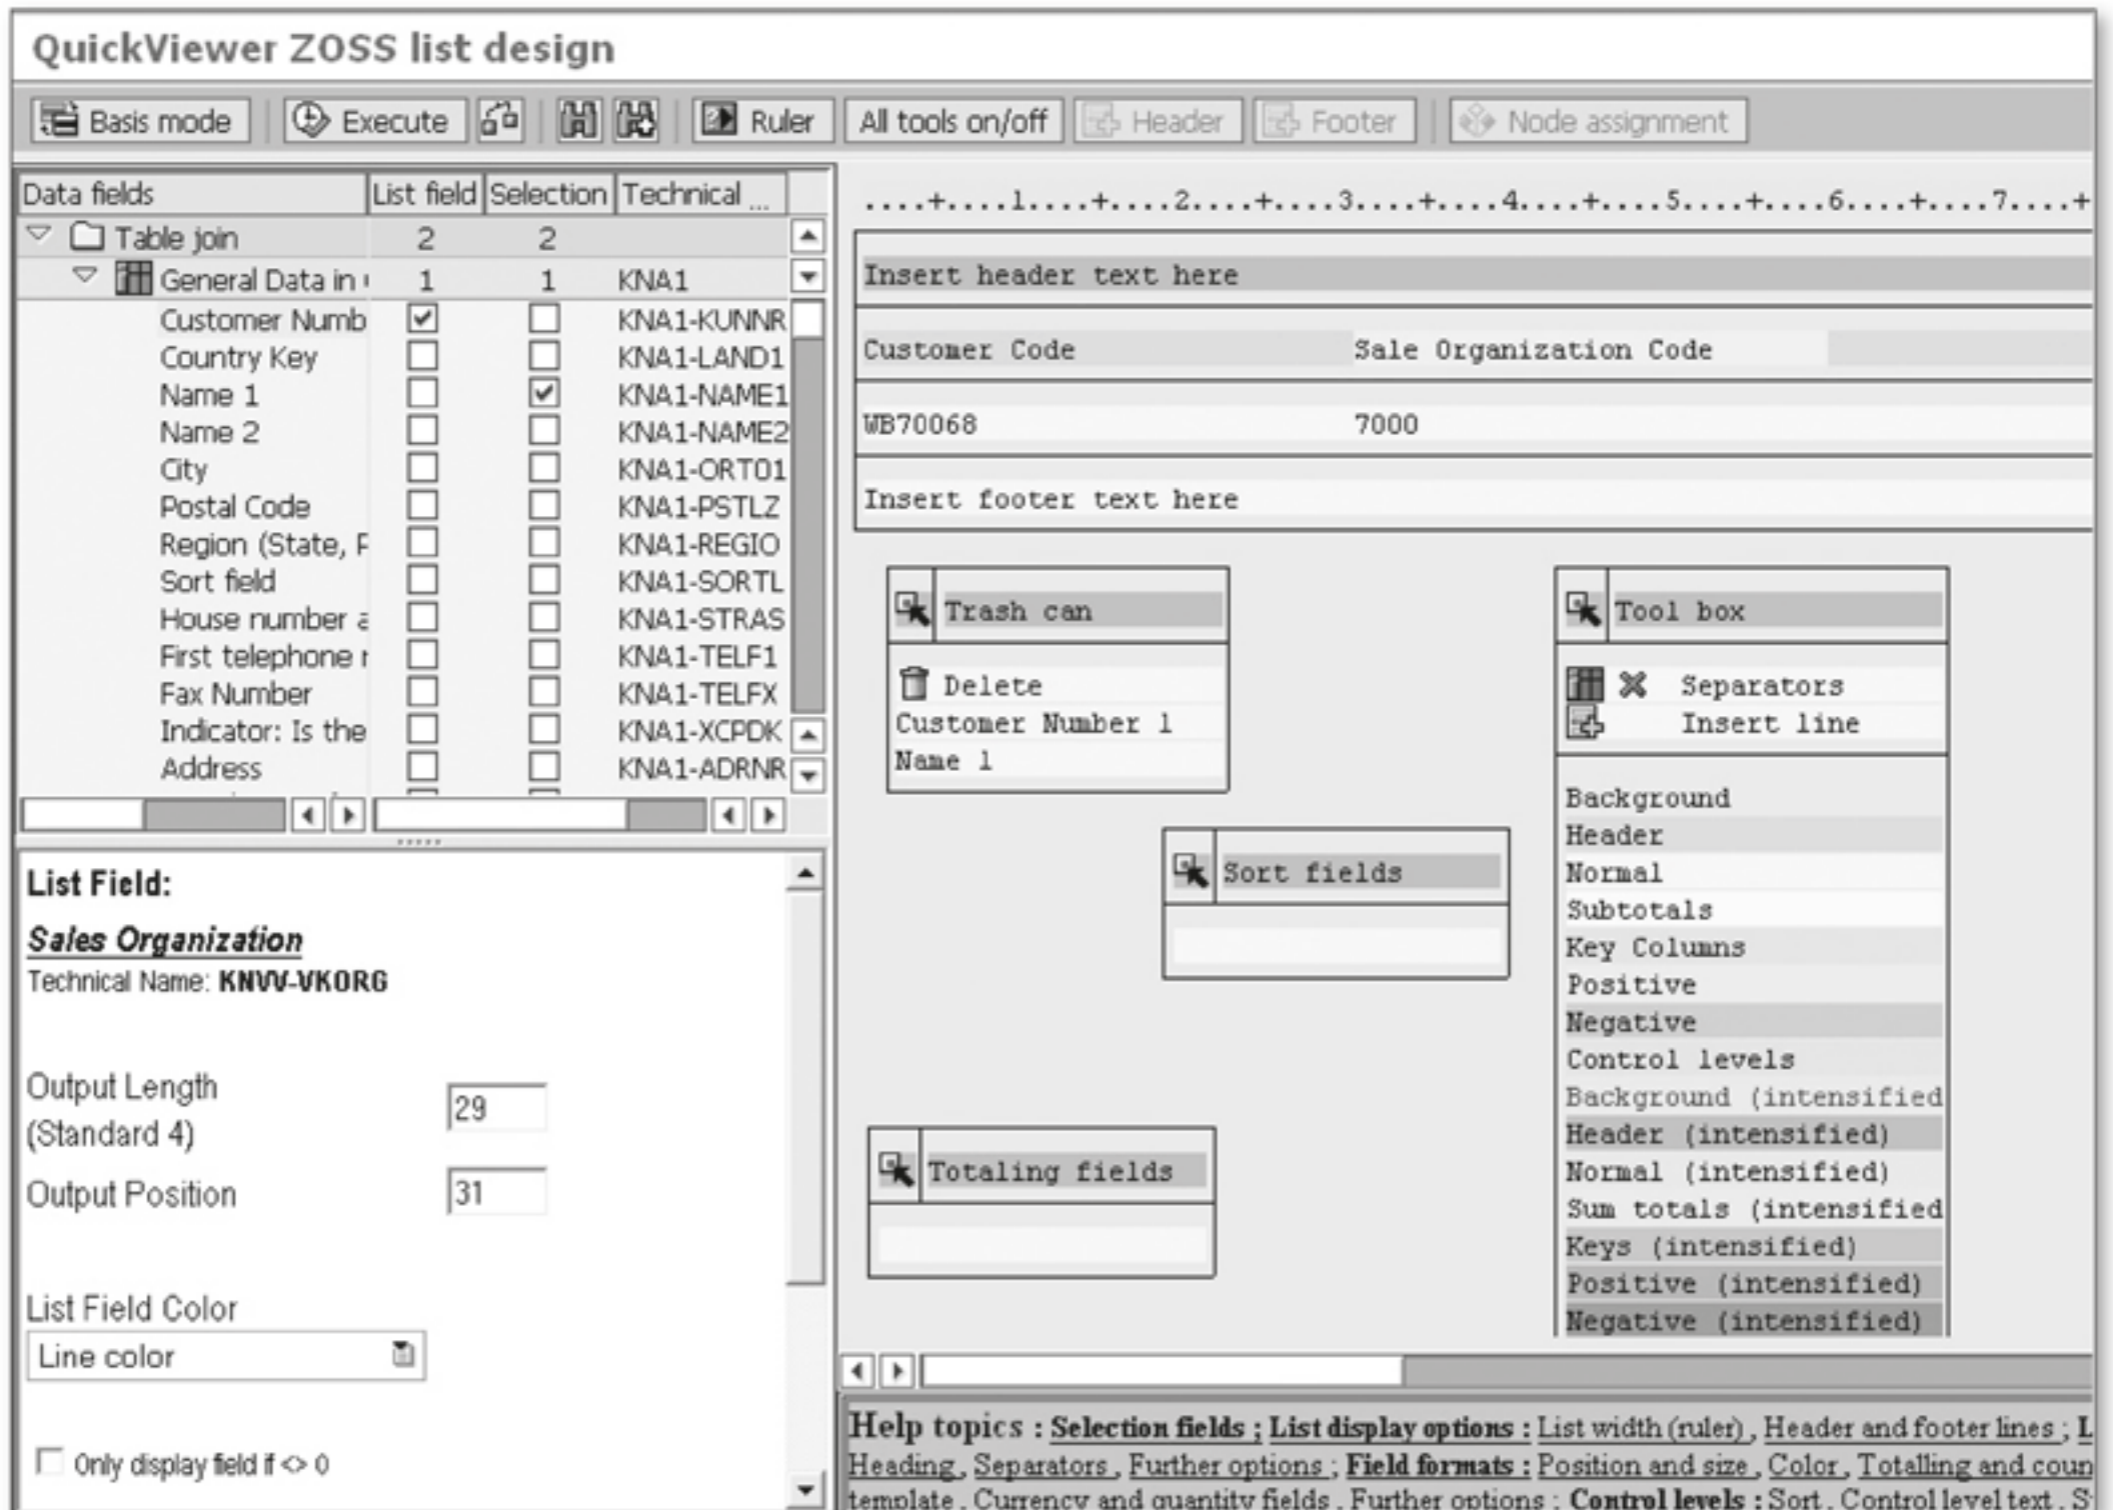 QuickViewer ZOSS list design
Basis mode Execute Ruler All tools on/off Header Footer Node assignment
Data fields List field Selection Technical ...
Table join 2 2
General Data in 1 1 KNA1
Customer Numb KNA1-KUNNR
Country Key KNA1-LAND1
Name 1 KNA1-NAME1
Name 2 KNA1-NAME2
City KNA1-ORT01
Postal Code KNA1-PSTLZ
Region (State, P KNA1-REGIO
Sort field KNA1-SORTL
House number a KNA1-STRAS
First telephone r KNA1-TELF1
Fax Number KNA1-TELFX
Indicator: Is the KNA1-XCPDK
Address KNA1-ADRNR
List Field:
Sales Organization
Technical Name: KNVV-VKORG
Output Length
(Standard 4)
29
Output Position 31
List Field Color
Line color
Only display field if <> 0
....+....1....+....2....+....3....+....4....+....5....+....6....+....7....+
Insert header text here
Customer Code Sale Organization Code
WB70068 7000
Insert footer text here
Trash can
Delete
Customer Number 1
Name 1
Sort fields
Totaling fields
Tool box
Separators
Insert line
Background
Header
Normal
Subtotals
Key Columns
Positive
Negative
Control levels
Background (intensified
Header (intensified)
Normal (intensified)
Sum totals (intensified
Keys (intensified)
Positive (intensified)
Negative (intensified)
Help topics : Selection fields ; List display options : List width (ruler) , Header and footer lines ; L
Heading , Separators , Further options ; Field formats : Position and size , Color , Totalling and coun
template , Currency and quantity fields , Further options ; Control levels : Sort , Control level text , S